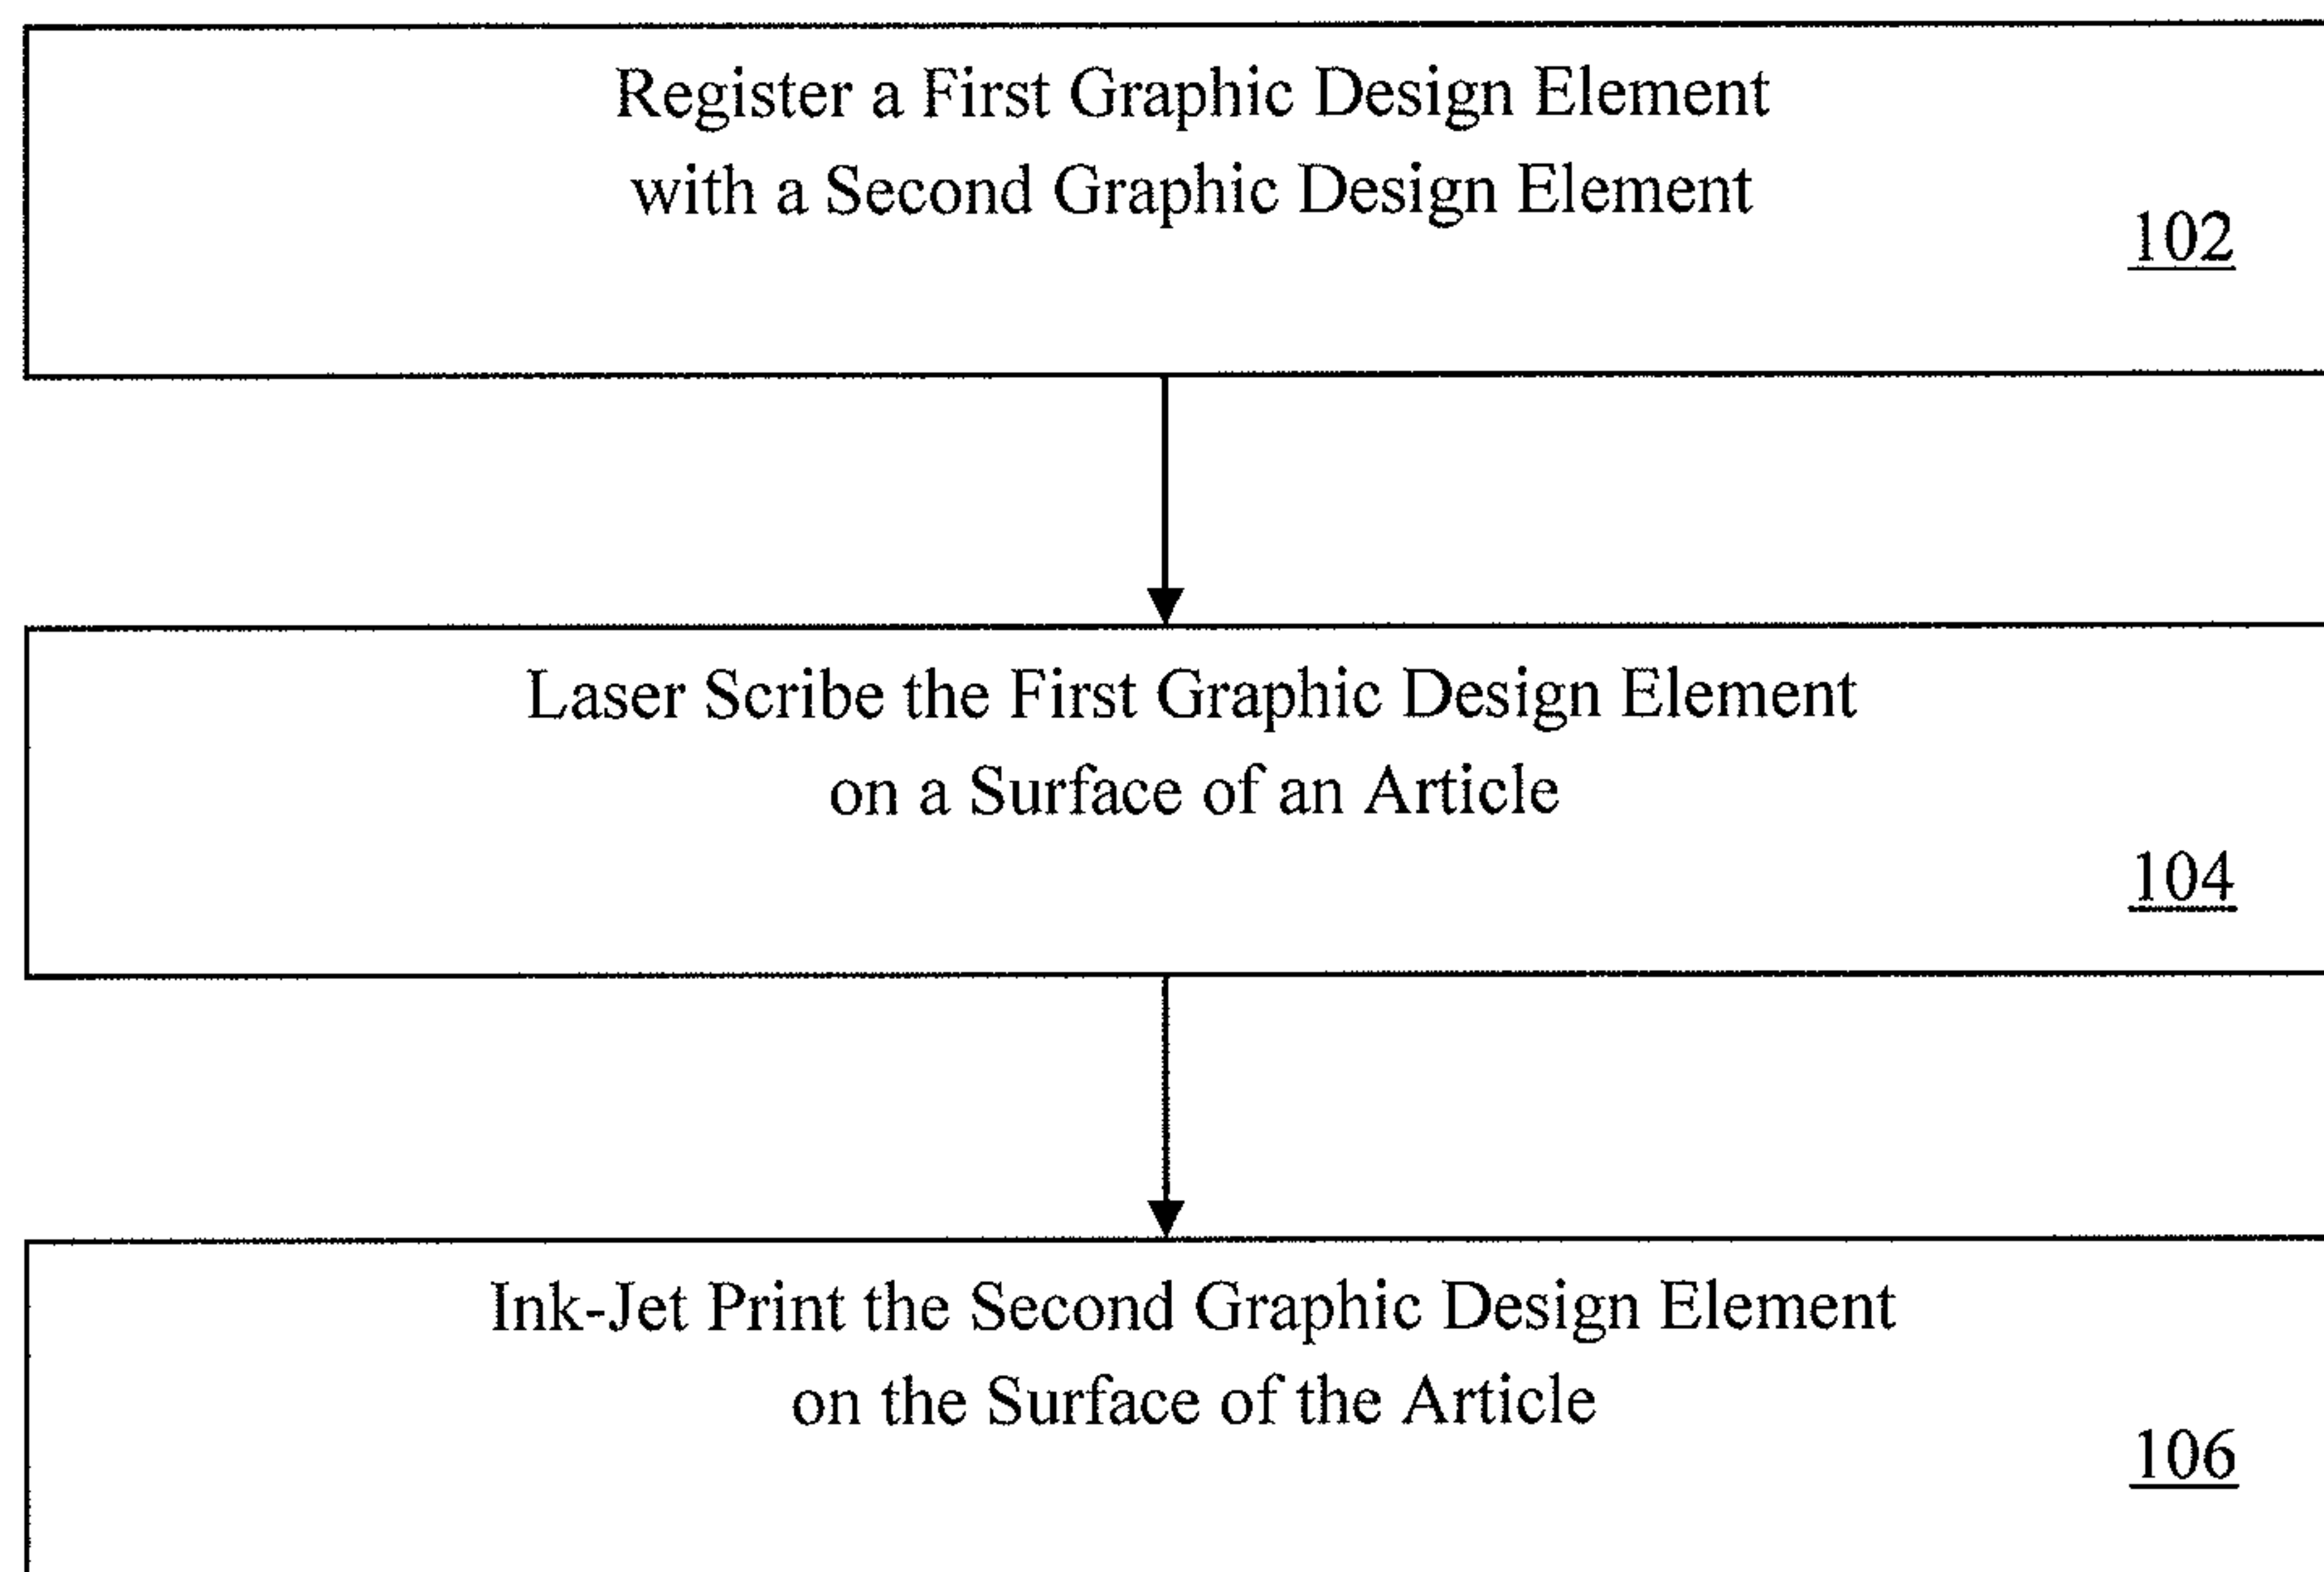 Register a First Graphic Design Element
with a Second Graphic Design Element
102
Laser Scribe the First Graphic Design Element
on a Surface of an Article
104
Ink-Jet Print the Second Graphic Design Element
on the Surface of the Article
106